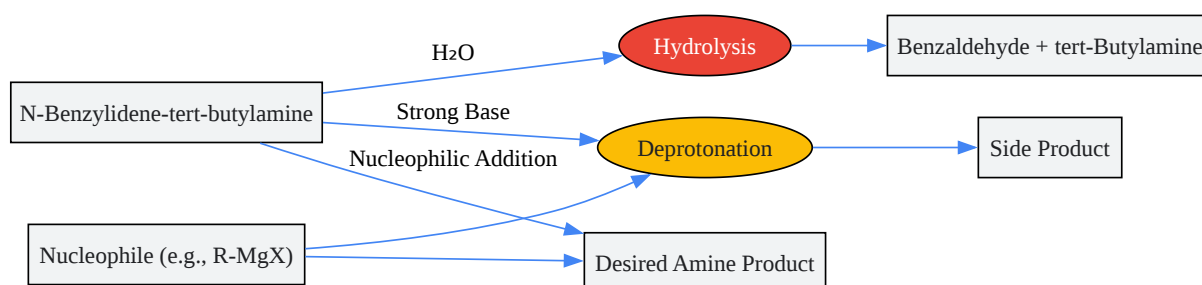 H₂O
Hydrolysis
Benzaldehyde + tert-Butylamine
N-Benzylidene-tert-butylamine
Strong Base
Deprotonation
Side Product
Nucleophilic Addition
Nucleophile (e.g., R-MgX)
Desired Amine Product